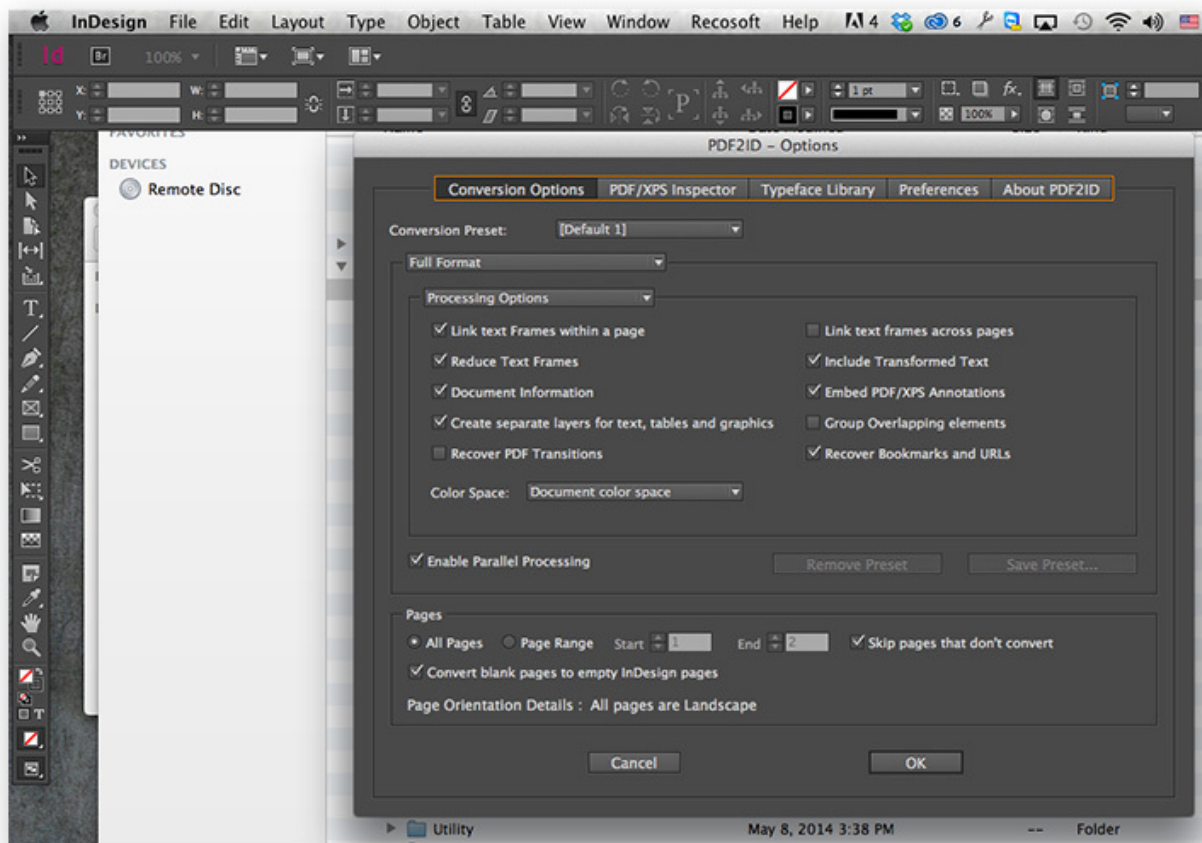 InDesign File Edit Layout Type Object Table View Window Recosoft Help 4 6
Id Br 100%
X: W: 1 pt fx.
Y: H: P 100%
FAVORITES
DEVICES
Remote Disc
PDF2ID - Options
Conversion Options PDF/XPS Inspector Typeface Library Preferences About PDF2ID
Conversion Preset: [Default 1]
Full Format
Processing Options
Link text Frames within a page Link text frames across pages
Reduce Text Frames Include Transformed Text
Document Information Embed PDF/XPS Annotations
Create separate layers for text, tables and graphics Group Overlapping elements
Recover PDF Transitions Recover Bookmarks and URLs
Color Space: Document color space
Enable Parallel Processing Remove Preset Save Preset...
Pages
All Pages Page Range Start 1 End 2 Skip pages that don't convert
Convert blank pages to empty InDesign pages
Page Orientation Details : All pages are Landscape
Cancel OK
Utility May 8, 2014 3:38 PM -- Folder